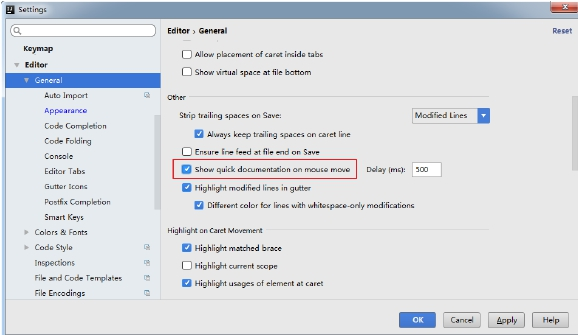 Settings
Keymap
Editor
General
Auto Import
Appearance
Code Completion
Code Folding
Console
Editor Tabs
Gutter Icons
Postfix Completion
Smart Keys
Colors & Fonts
Code Style
Inspections
File and Code Templates
File Encodings
Editor › General
Reset
Allow placement of caret inside tabs
Show virtual space at file bottom
Other
Strip trailing spaces on Save: Modified Lines
Always keep trailing spaces on caret line
Ensure line feed at file end on Save
Show quick documentation on mouse move Delay (ms): 500
Highlight modified lines in gutter
Different color for lines with whitespace-only modifications
Highlight on Caret Movement
Highlight matched brace
Highlight current scope
Highlight usages of element at caret
OK Cancel Apply Help